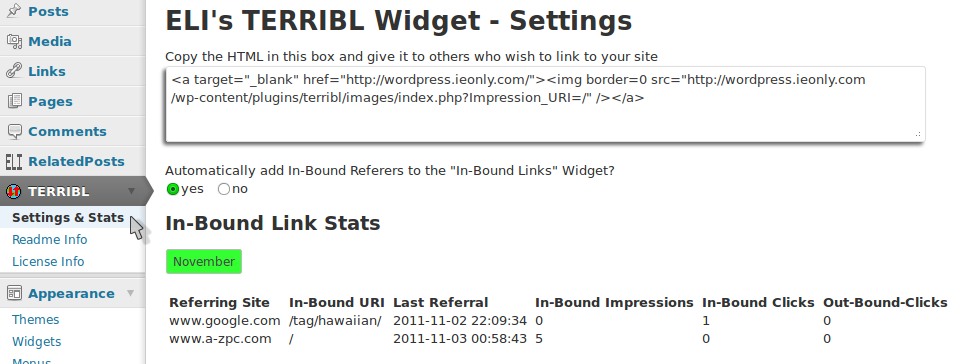 Posts
Media
Links
Pages
Comments
ELI RelatedPosts
TERRIBL
Settings & Stats
Readme Info
License Info
Appearance
Themes
Widgets
Menus
ELI's TERRIBL Widget - Settings
Copy the HTML in this box and give it to others who wish to link to your site
<a target="_blank" href="http://wordpress.ieonly.com/"><img border=0 src="http://wordpress.ieonly.com
/wp-content/plugins/terribl/images/index.php?Impression_URI=/" /></a>
Automatically add In-Bound Referers to the "In-Bound Links" Widget?
yes no
In-Bound Link Stats
November
Referring Site In-Bound URI Last Referral In-Bound Impressions In-Bound Clicks Out-Bound-Clicks
www.google.com /tag/hawaiian/ 2011-11-02 22:09:34 0 1 0
www.a-zpc.com / 2011-11-03 00:58:43 5 0 0